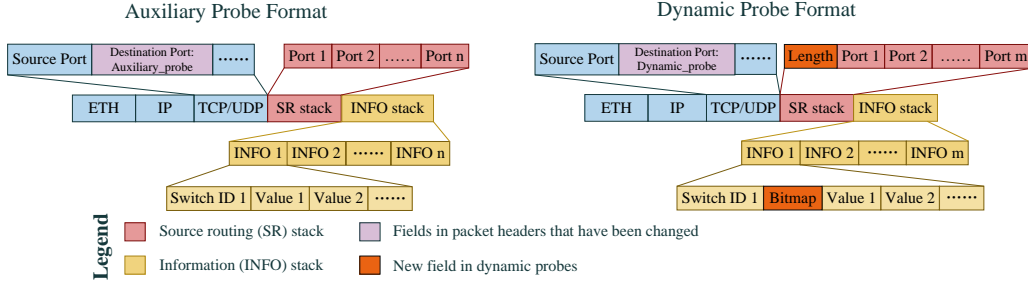 Auxiliary Probe Format
Source Port Destination Port: Auxiliary_probe ……
Port 1 Port 2 …… Port n
ETH IP TCP/UDP SR stack INFO stack
INFO 1 INFO 2 …… INFO n
Switch ID 1 Value 1 Value 2 ……
Dynamic Probe Format
Source Port Destination Port: Dynamic_probe ……
Length Port 1 Port 2 …… Port m
ETH IP TCP/UDP SR stack INFO stack
INFO 1 INFO 2 …… INFO m
Switch ID 1 Bitmap Value 1 Value 2 ……
Legend
Source routing (SR) stack
Fields in packet headers that have been changed
Information (INFO) stack
New field in dynamic probes